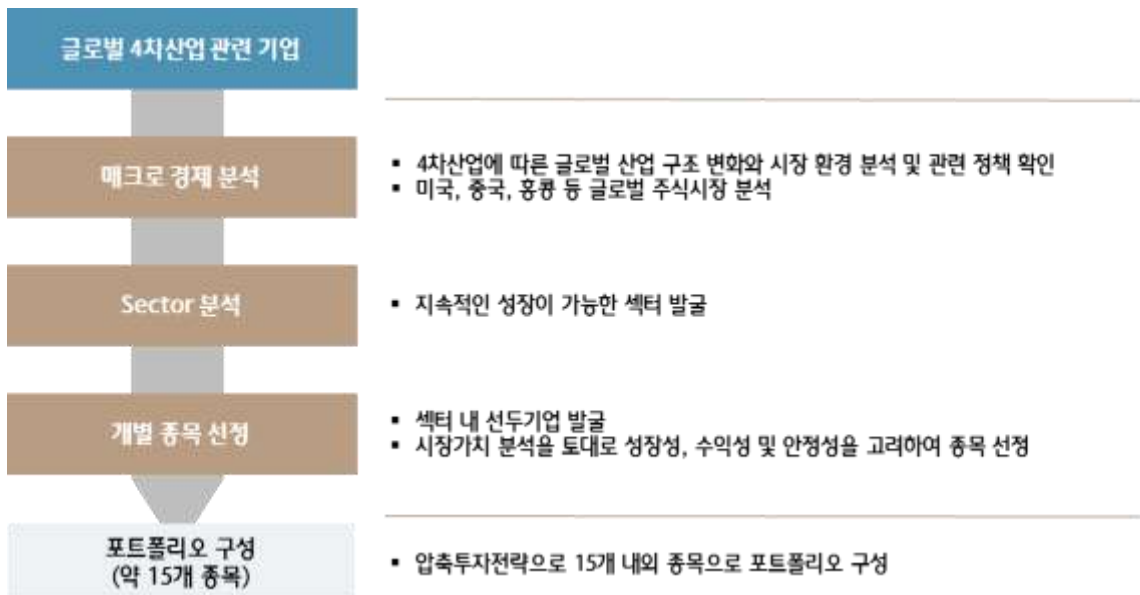 글로벌 4차산업 관련 기업
매크로 경제 분석
▪ 4차산업에 따른 글로벌 산업 구조 변화와 시장 환경 분석 및 관련 정책 확인
▪ 미국, 중국, 홍콩 등 글로벌 주식시장 분석
Sector 분석
▪ 지속적인 성장이 가능한 섹터 발굴
개별 종목 선정
▪ 섹터 내 선두기업 발굴
▪ 시장가치 분석을 토대로 성장성, 수익성 및 안정성을 고려하여 종목 선정
포트폴리오 구성
(약 15개 종목)
▪ 압축투자전략으로 15개 내외 종목으로 포트폴리오 구성